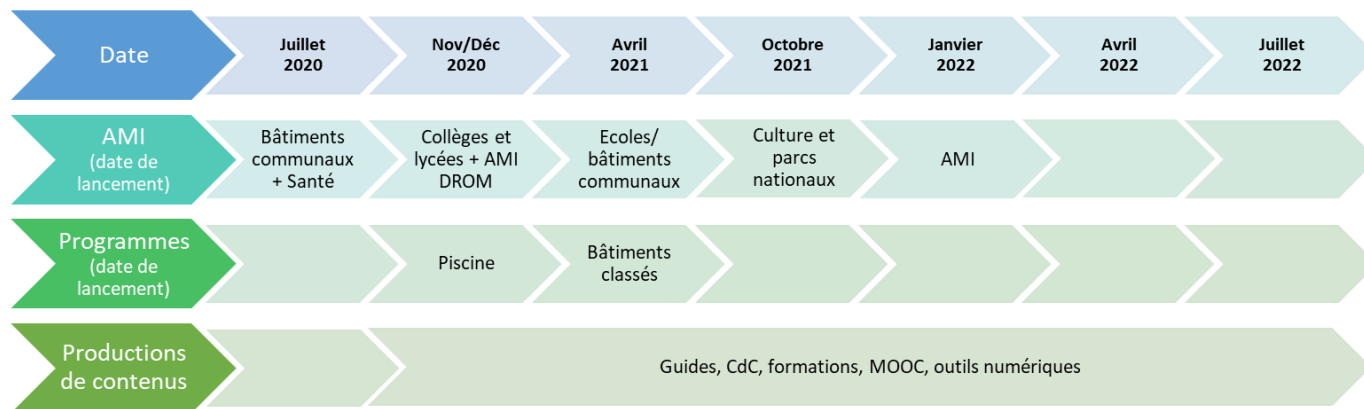 Date
Juillet
2020
Nov/Déc
2020
Avril
2021
Octobre
2021
Janvier
2022
Avril
2022
Juillet
2022
AMI
(date de
lancement)
Bâtiments
communaux
+ Santé
Collèges et
lycées + AMI
DROM
Ecoles/
bâtiments
communaux
Culture et
parcs
nationaux
AMI
Programmes
(date de
lancement)
Piscine
Bâtiments
classés
Productions
de contenus
Guides, CdC, formations, MOOC, outils numériques